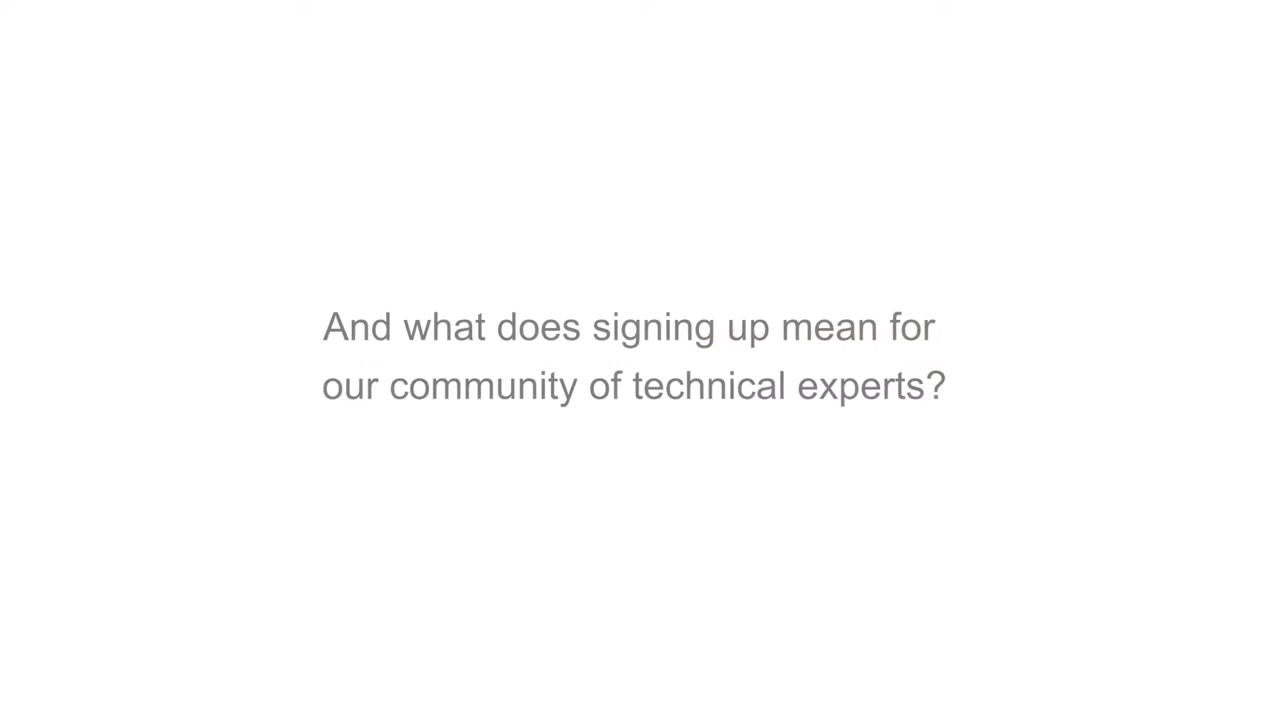 And what does signing up mean for
our community of technical experts?